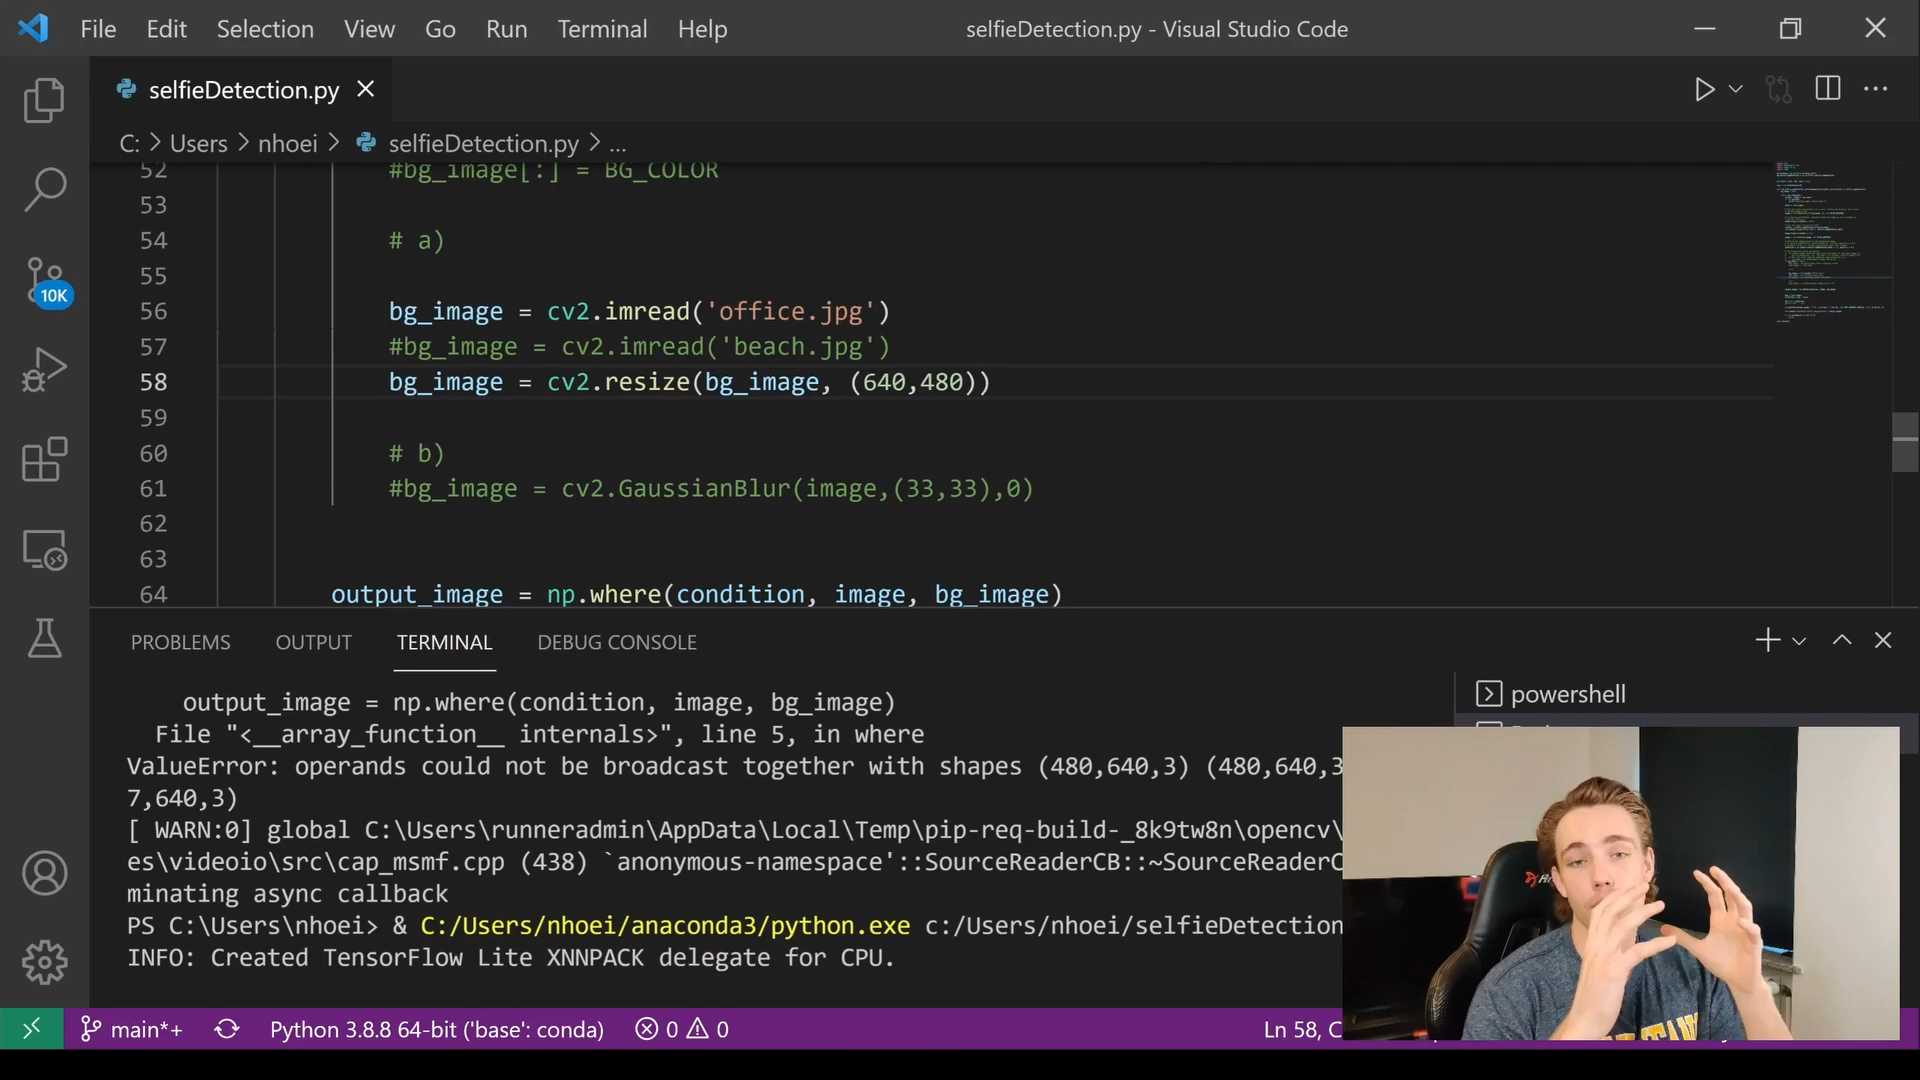 File Edit Selection View Go Run Terminal Help selfieDetection.py - Visual Studio Code
selfieDetection.py
C: > Users > nhoei > selfieDetection.py > ...
52 #bg_image[:] = BG_COLOR
53
54 # a)
55
56 bg_image = cv2.imread('office.jpg')
57 #bg_image = cv2.imread('beach.jpg')
58 bg_image = cv2.resize(bg_image, (640,480))
59
60 # b)
61 #bg_image = cv2.GaussianBlur(image,(33,33),0)
62
63
64 output_image = np.where(condition, image, bg_image)
10K
PROBLEMS OUTPUT TERMINAL DEBUG CONSOLE
powershell
output_image = np.where(condition, image, bg_image)
File "<__array_function__ internals>", line 5, in where
ValueError: operands could not be broadcast together with shapes (480,640,3) (480,640,3
7,640,3)
[ WARN:0] global C:\Users\runneradmin\AppData\Local\Temp\pip-req-build-_8k9tw8n\opencv\
es\videoio\src\cap_msmf.cpp (438) `anonymous-namespace'::SourceReaderCB::~SourceReaderC
minating async callback
PS C:\Users\nhoei> & C:/Users/nhoei/anaconda3/python.exe c:/Users/nhoei/selfieDetection
INFO: Created TensorFlow Lite XNNPACK delegate for CPU.
main*+ Python 3.8.8 64-bit ('base': conda) 0 0 Ln 58, C